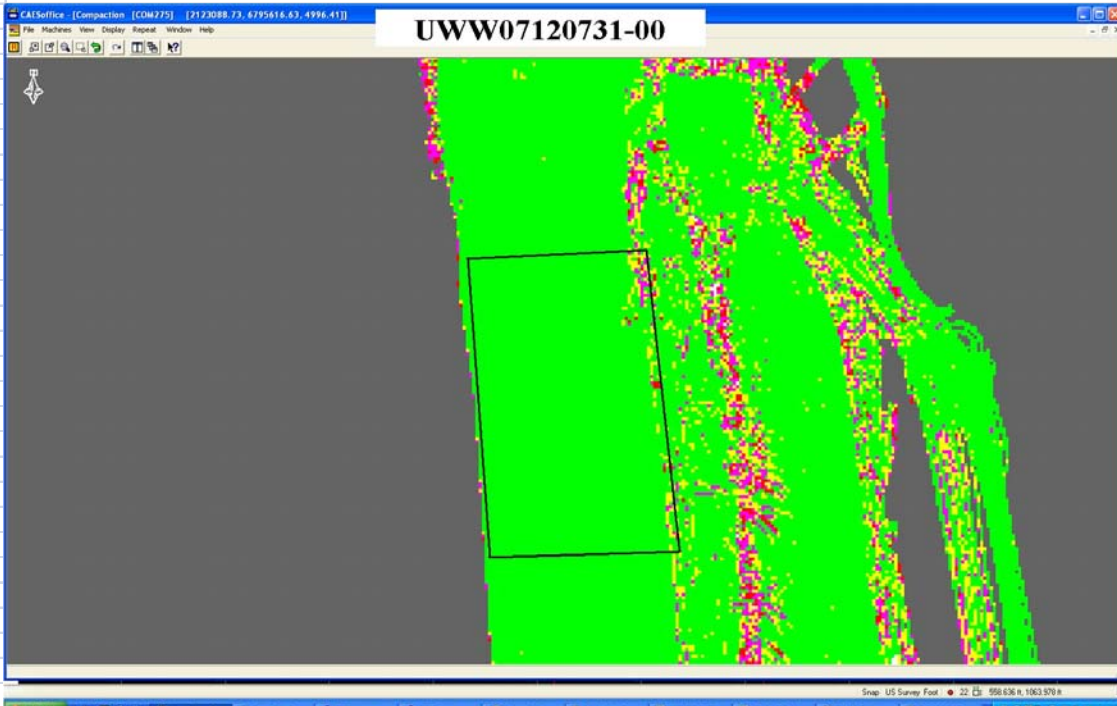 CAESoffice - [Compaction [COM275] [2123088.73, 6795616.63, 4996.41]]
UWW07120731-00
File Machines View Display Repeat Window Help
Snap US Survey Foot 22 558.636 ft, 1063.978 ft